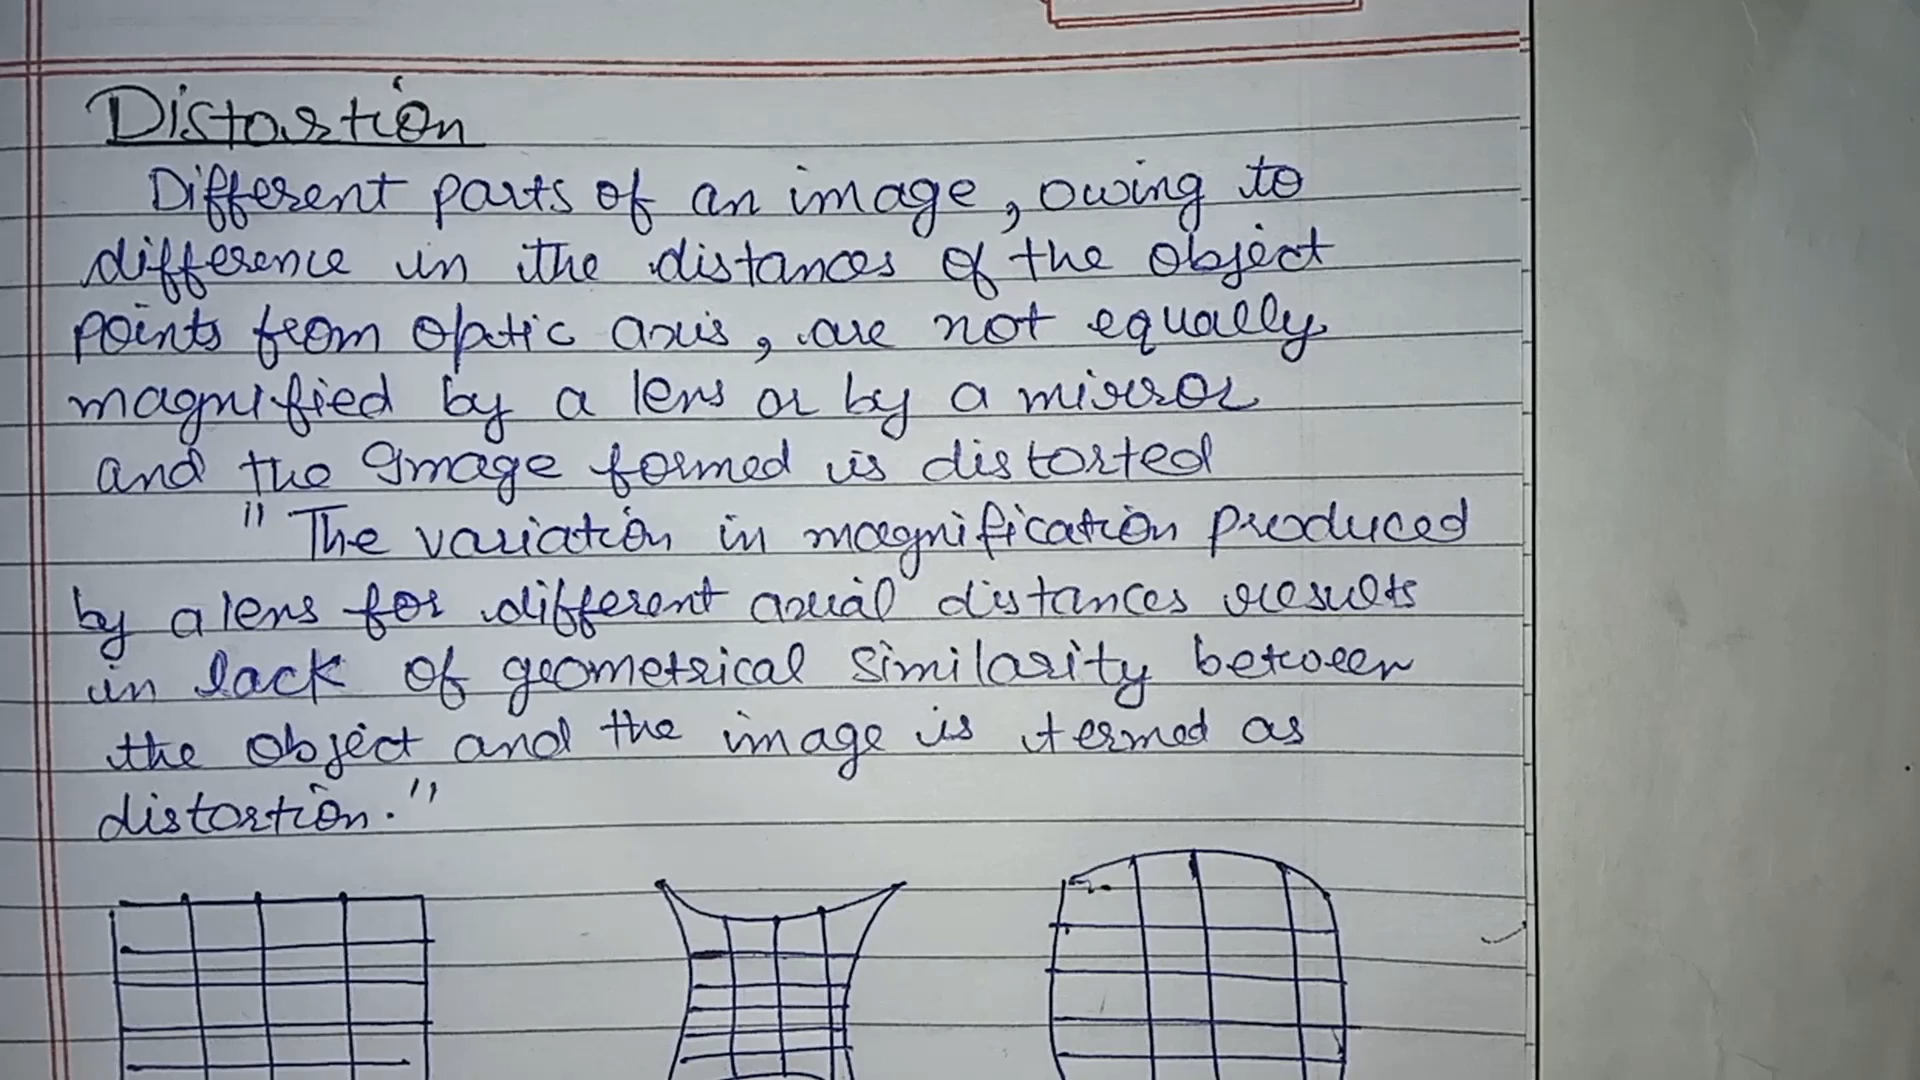 Distortion
Different parts of an image, owing to
difference in the distances of the object
points from optic axis, are not equally
magnified by a lens or by a mirror
and the Image formed is distorted
"The variation in magnification produced
by a lens for different axial distances results
in lack of geometrical similarity between
the object and the image is termed as
distortion."